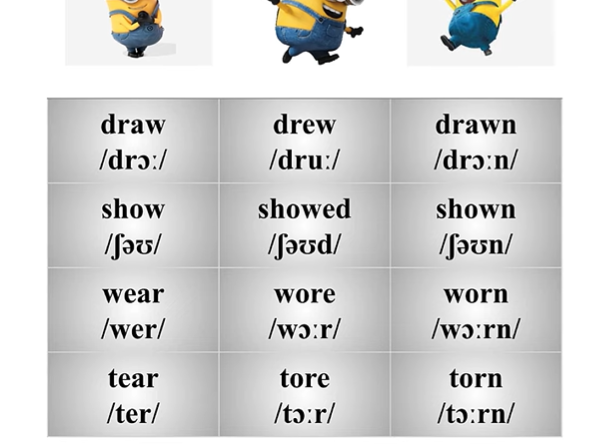 draw drew drawn
/drɔː/ /druː/ /drɔːn/
show showed shown
/ʃəʊ/ /ʃəʊd/ /ʃəʊn/
wear wore worn
/wer/ /wɔːr/ /wɔːrn/
tear tore torn
/ter/ /tɔːr/ /tɔːrn/